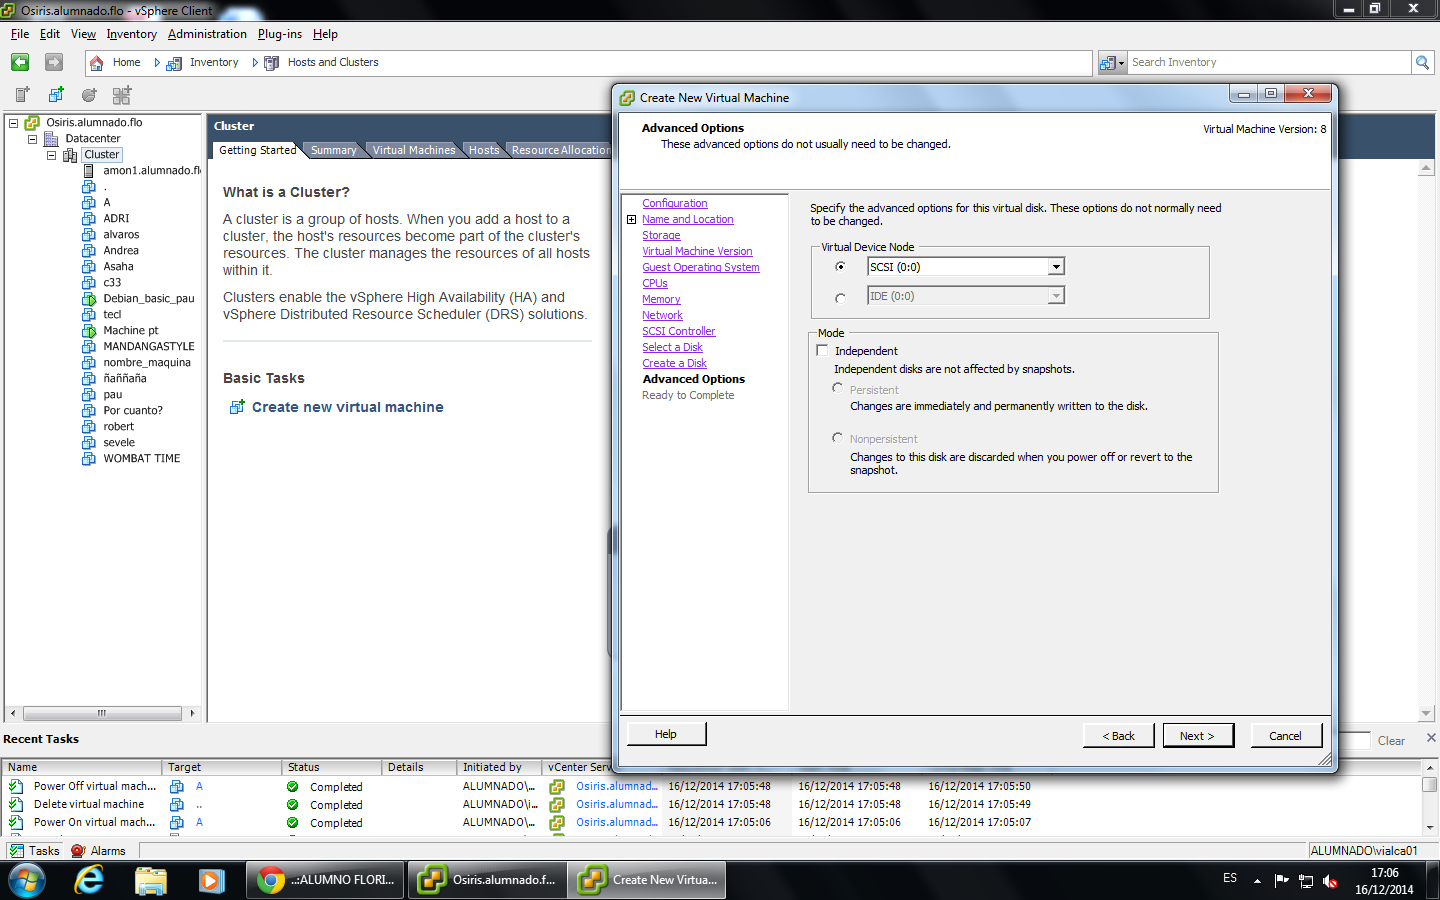 Osiris.alumnado.flo - vSphere Client
File Edit View Inventory Administration Plug-ins Help
Home Inventory Hosts and Clusters
Search Inventory
Osiris.alumnado.flo
Datacenter
Cluster
amon1.alumnado.fl
.
A
ADRI
alvaros
Andrea
Asaha
c33
Debian_basic_pau
tecl
Machine pt
MANDANGASTYLE
nombre_maquina
ñaññaña
pau
Por cuanto?
robert
sevele
WOMBAT TIME
Cluster
Getting Started Summary Virtual Machines Hosts Resource Allocation
What is a Cluster?
A cluster is a group of hosts. When you add a host to a
cluster, the host's resources become part of the cluster's
resources. The cluster manages the resources of all hosts
within it.
Clusters enable the vSphere High Availability (HA) and
vSphere Distributed Resource Scheduler (DRS) solutions.
Basic Tasks
Create new virtual machine
Create New Virtual Machine
Advanced Options
These advanced options do not usually need to be changed.
Virtual Machine Version: 8
Configuration
Name and Location
Storage
Virtual Machine Version
Guest Operating System
CPUs
Memory
Network
SCSI Controller
Select a Disk
Create a Disk
Advanced Options
Ready to Complete
Specify the advanced options for this virtual disk. These options do not normally need
to be changed.
Virtual Device Node
SCSI (0:0)
IDE (0:0)
Mode
Independent
Independent disks are not affected by snapshots.
Persistent
Changes are immediately and permanently written to the disk.
Nonpersistent
Changes to this disk are discarded when you power off or revert to the
snapshot.
Help < Back Next > Cancel
Recent Tasks
Clear
Name Target Status Details Initiated by vCenter Serv
Power Off virtual mach... A Completed ALUMNADO\... Osiris.alumnad... 16/12/2014 17:05:48 16/12/2014 17:05:48 16/12/2014 17:05:50
Delete virtual machine .. Completed ALUMNADO\i... Osiris.alumnad... 16/12/2014 17:05:48 16/12/2014 17:05:48 16/12/2014 17:05:49
Power On virtual mach... A Completed ALUMNADO\... Osiris.alumnad... 16/12/2014 17:05:06 16/12/2014 17:05:06 16/12/2014 17:05:07
Tasks Alarms
ALUMNADO\vialca01
..:ALUMNO FLORI... Osiris.alumnado.f... Create New Virtua...
ES
17:06
16/12/2014